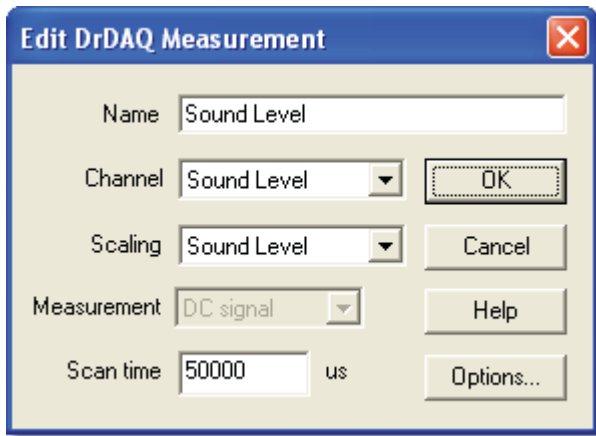 Edit DrDAQ Measurement
Name Sound Level
Channel Sound Level OK
Scaling Sound Level Cancel
Measurement DC signal Help
Scan time 50000 us Options...